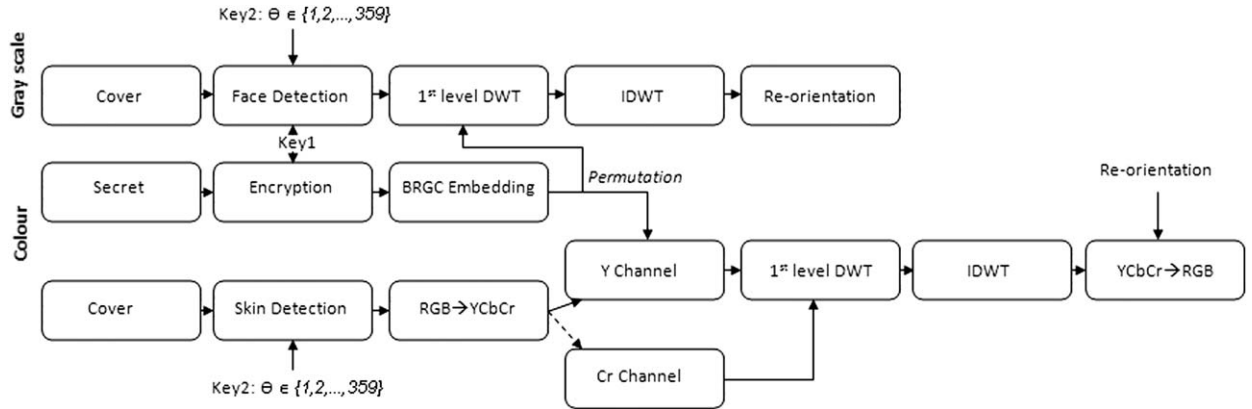 Key2: Θ ϵ {1,2,...,359}
Gray scale
Cover
Face Detection
1st level DWT
IDWT
Re-orientation
Key1
Secret
Encryption
BRGC Embedding
Permutation
Re-orientation
Colour
Y Channel
1st level DWT
IDWT
YCbCr→RGB
Cover
Skin Detection
RGB→YCbCr
Cr Channel
Key2: Θ ϵ {1,2,...,359}